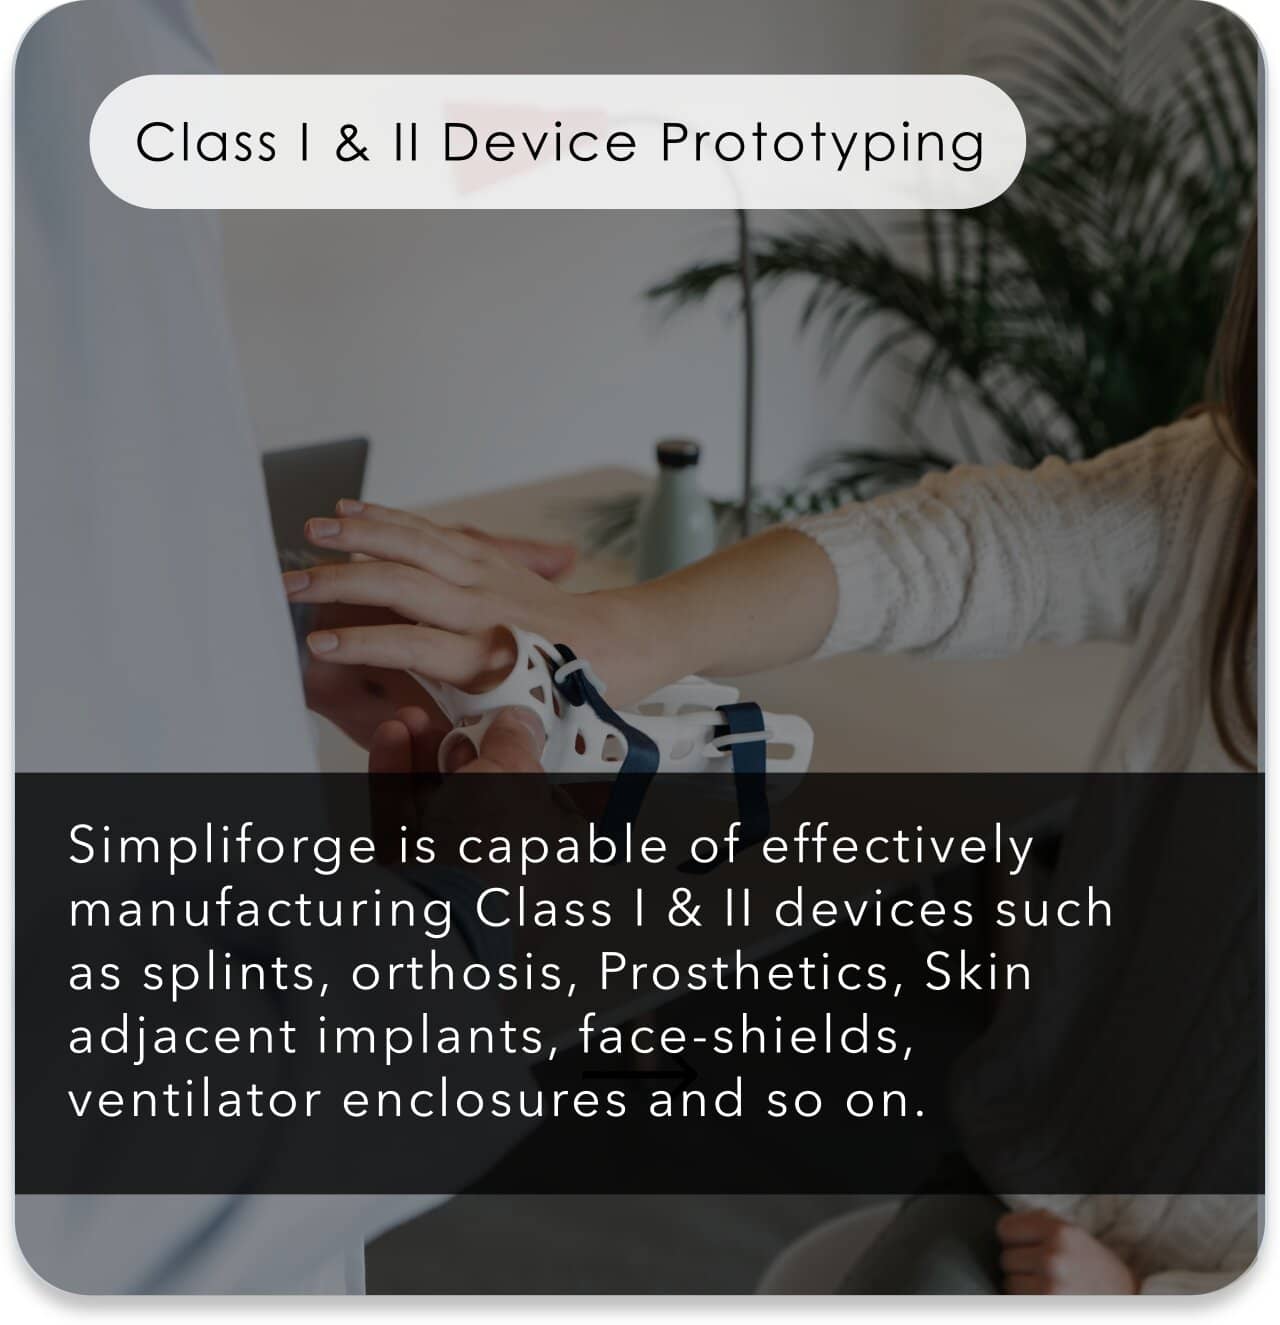 Class I & II Device Prototyping
Simpliforge is capable of effectively
manufacturing Class I & II devices such
as splints, orthosis, Prosthetics, Skin
adjacent implants, face-shields,
ventilator enclosures and so on.